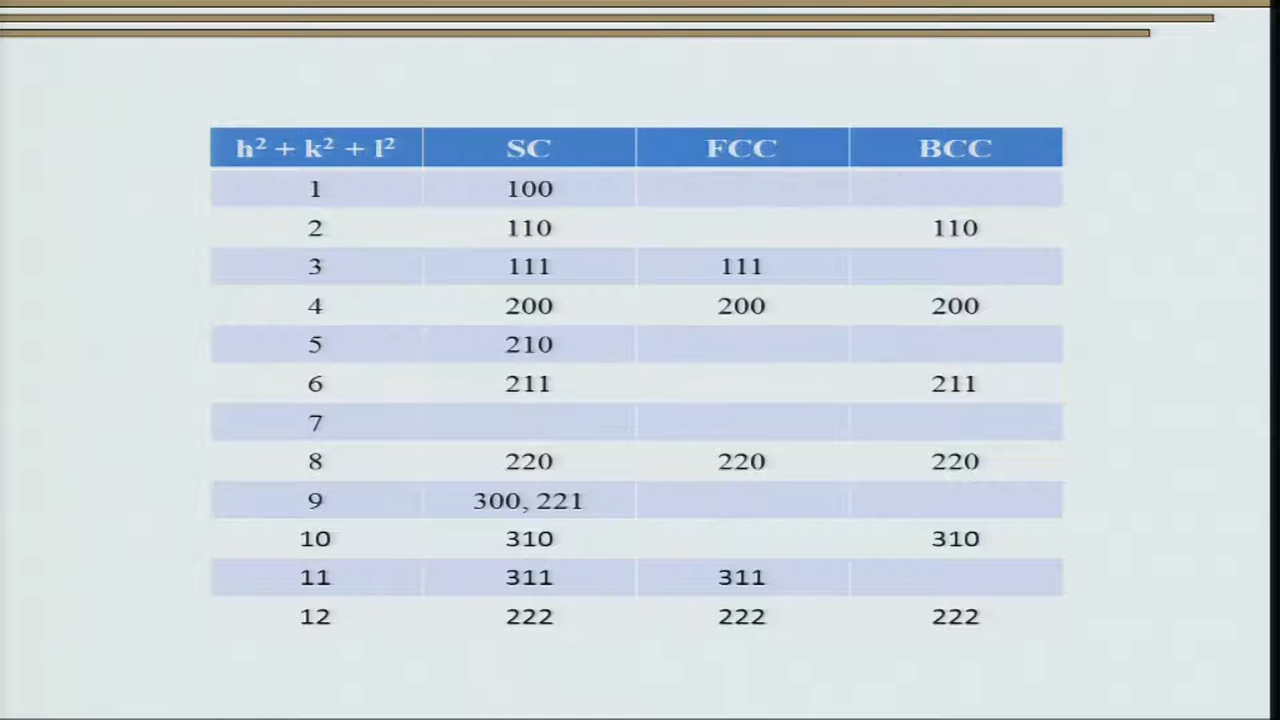 h² + k² + l² SC FCC BCC
1 100
2 110 110
3 111 111
4 200 200 200
5 210
6 211 211
7
8 220 220 220
9 300, 221
10 310 310
11 311 311
12 222 222 222